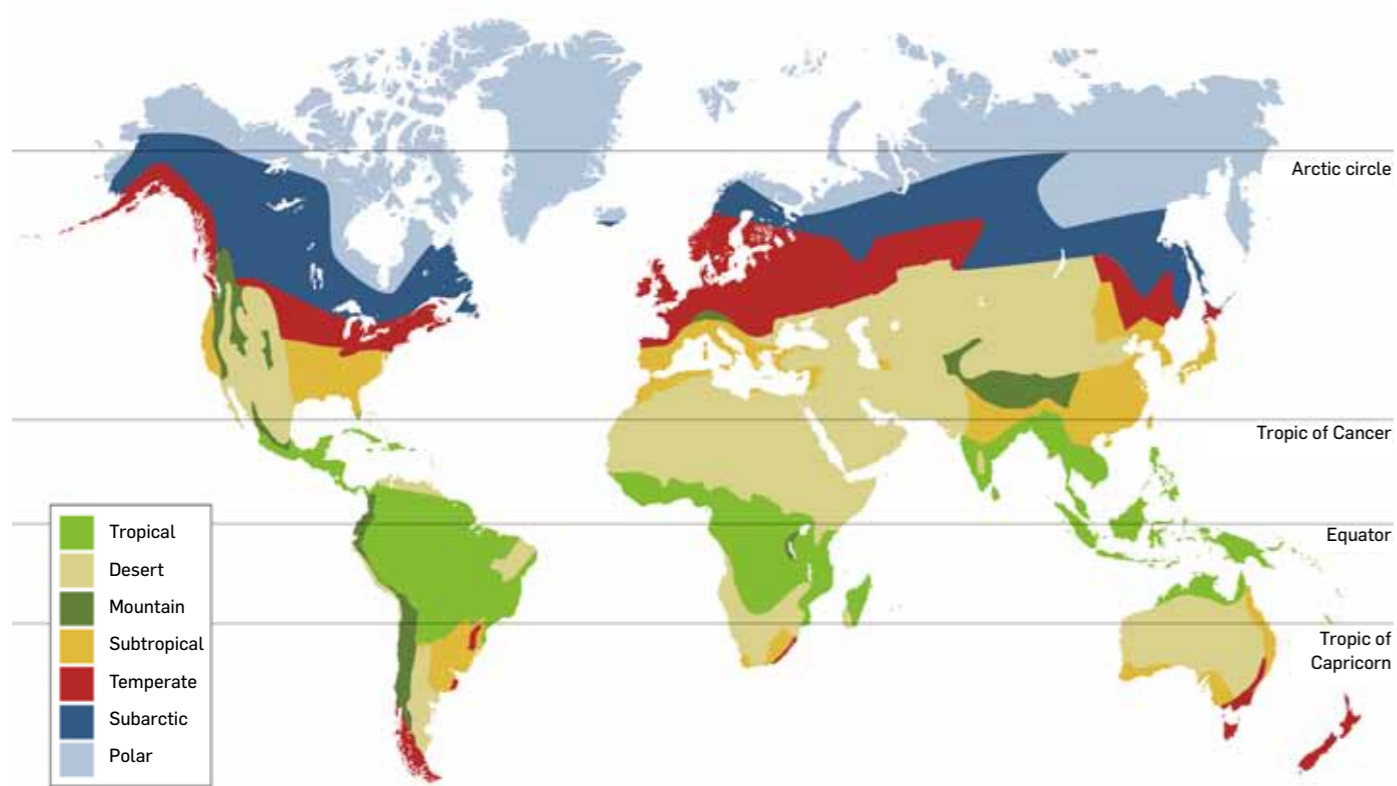 Arctic circle
Tropic of Cancer
Equator
Tropic of
Capricorn
Tropical
Desert
Mountain
Subtropical
Temperate
Subarctic
Polar